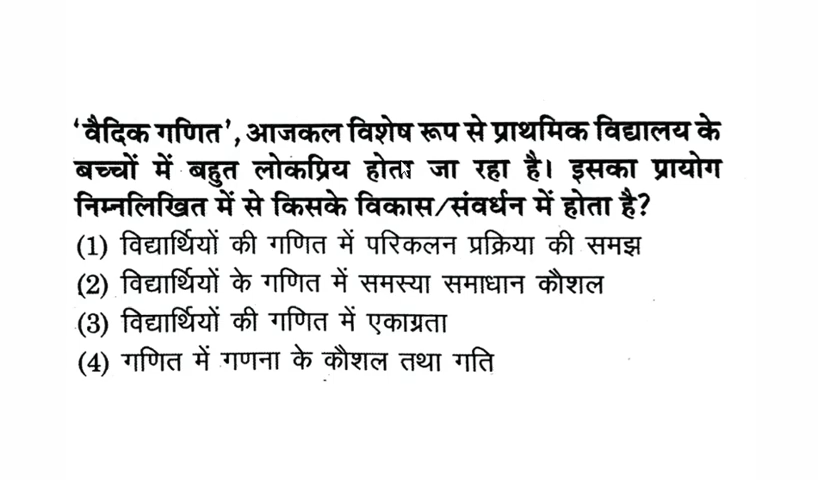 ‘वैदिक गणित’, आजकल विशेष रूप से प्राथमिक विद्यालय के
बच्चों में बहुत लोकप्रिय होता जा रहा है। इसका प्रायोग
निम्नलिखित में से किसके विकास/संवर्धन में होता है?
(1) विद्यार्थियों की गणित में परिकलन प्रक्रिया की समझ
(2) विद्यार्थियों के गणित में समस्या समाधान कौशल
(3) विद्यार्थियों की गणित में एकाग्रता
(4) गणित में गणना के कौशल तथा गति